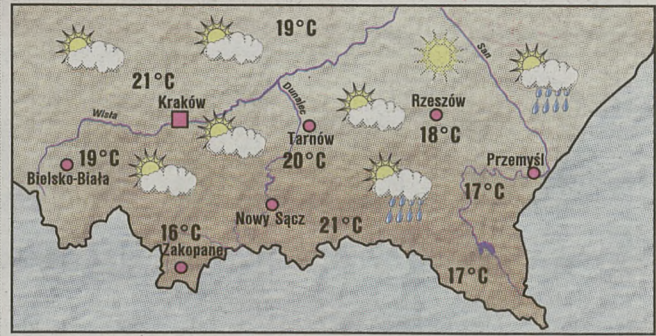 19°C
21°C
Kraków
Wisła
Dunajec
San
Rzeszów
18°C
Tarnów
20°C
19°C
Bielsko-Biała
Przemyśl
17°C
Nowy Sącz
21°C
16°C
Zakopane
17°C